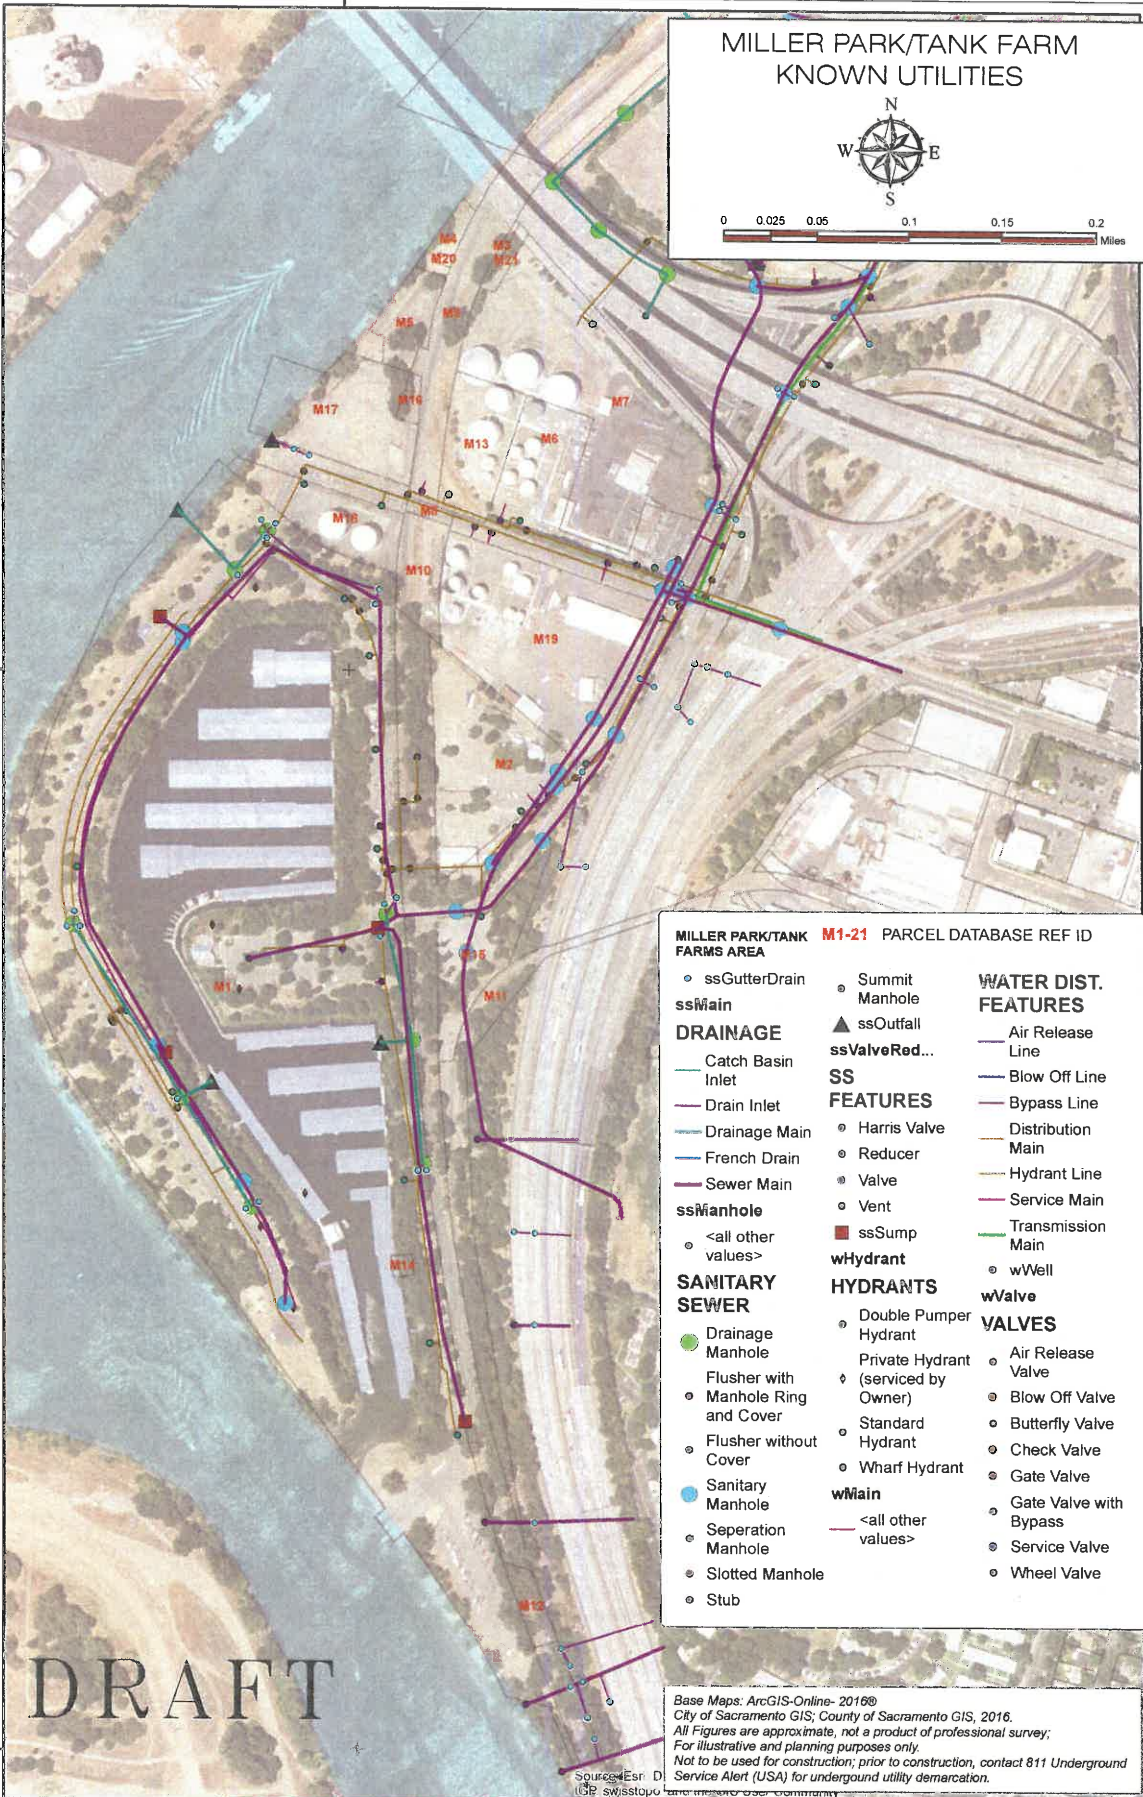 MILLER PARK/TANK FARM
KNOWN UTILITIES
N
W E
S
0 0.025 0.05 0.1 0.15 0.2
Miles
M4
M3
M20
M21
M5
M17
M16
M7
M13
M6
M10
M19
M2
M15
M1
M11
M14
M12
MILLER PARK/TANK
FARMS AREA
M1-21 PARCEL DATABASE REF ID
ssGutterDrain
ssMain
DRAINAGE
Catch Basin
Inlet
Drain Inlet
Drainage Main
French Drain
Sewer Main
ssManhole
<all other
values>
SANITARY
SEWER
Drainage
Manhole
Flusher with
Manhole Ring
and Cover
Flusher without
Cover
Sanitary
Manhole
Seperation
Manhole
Slotted Manhole
Stub
Summit
Manhole
ssOutfall
ssValveRed...
SS
FEATURES
Harris Valve
Reducer
Valve
Vent
ssSump
wHydrant
HYDRANTS
Double Pumper
Hydrant
Private Hydrant
(serviced by
Owner)
Standard
Hydrant
Wharf Hydrant
wMain
<all other
values>
WATER DIST.
FEATURES
Air Release
Line
Blow Off Line
Bypass Line
Distribution
Main
Hydrant Line
Service Main
Transmission
Main
wWell
wValve
VALVES
Air Release
Valve
Blow Off Valve
Butterfly Valve
Check Valve
Gate Valve
Gate Valve with
Bypass
Service Valve
Wheel Valve
DRAFT
Base Maps: ArcGIS-Online- 2016®
City of Sacramento GIS; County of Sacramento GIS, 2016.
All Figures are approximate, not a product of professional survey;
For illustrative and planning purposes only.
Not to be used for construction; prior to construction, contact 811 Underground
Service Alert (USA) for undergound utility demarcation.
Source: Esri
IGP, swisstopo, and the GIS User Community